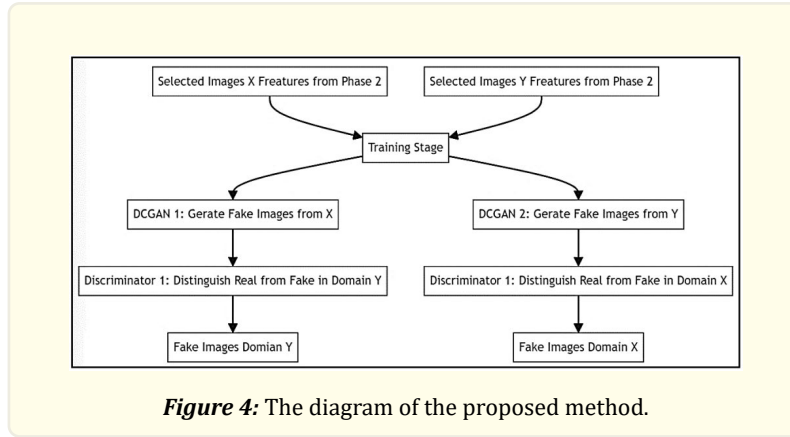 Selected Images X Freatures from Phase 2
Selected Images Y Freatures from Phase 2
Training Stage
DCGAN 1: Gerate Fake Images from X
DCGAN 2: Gerate Fake Images from Y
Discriminator 1: Distinguish Real from Fake in Domain Y
Discriminator 1: Distinguish Real from Fake in Domain X
Fake Images Domian Y
Fake Images Domain X
Figure 4: The diagram of the proposed method.